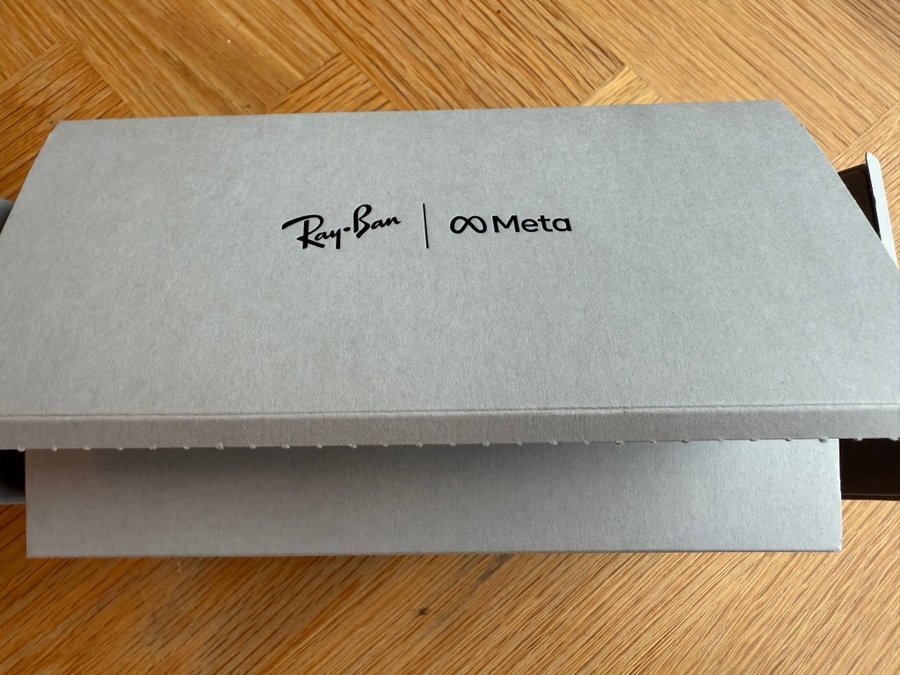 Ray-Ban | ∞ Meta